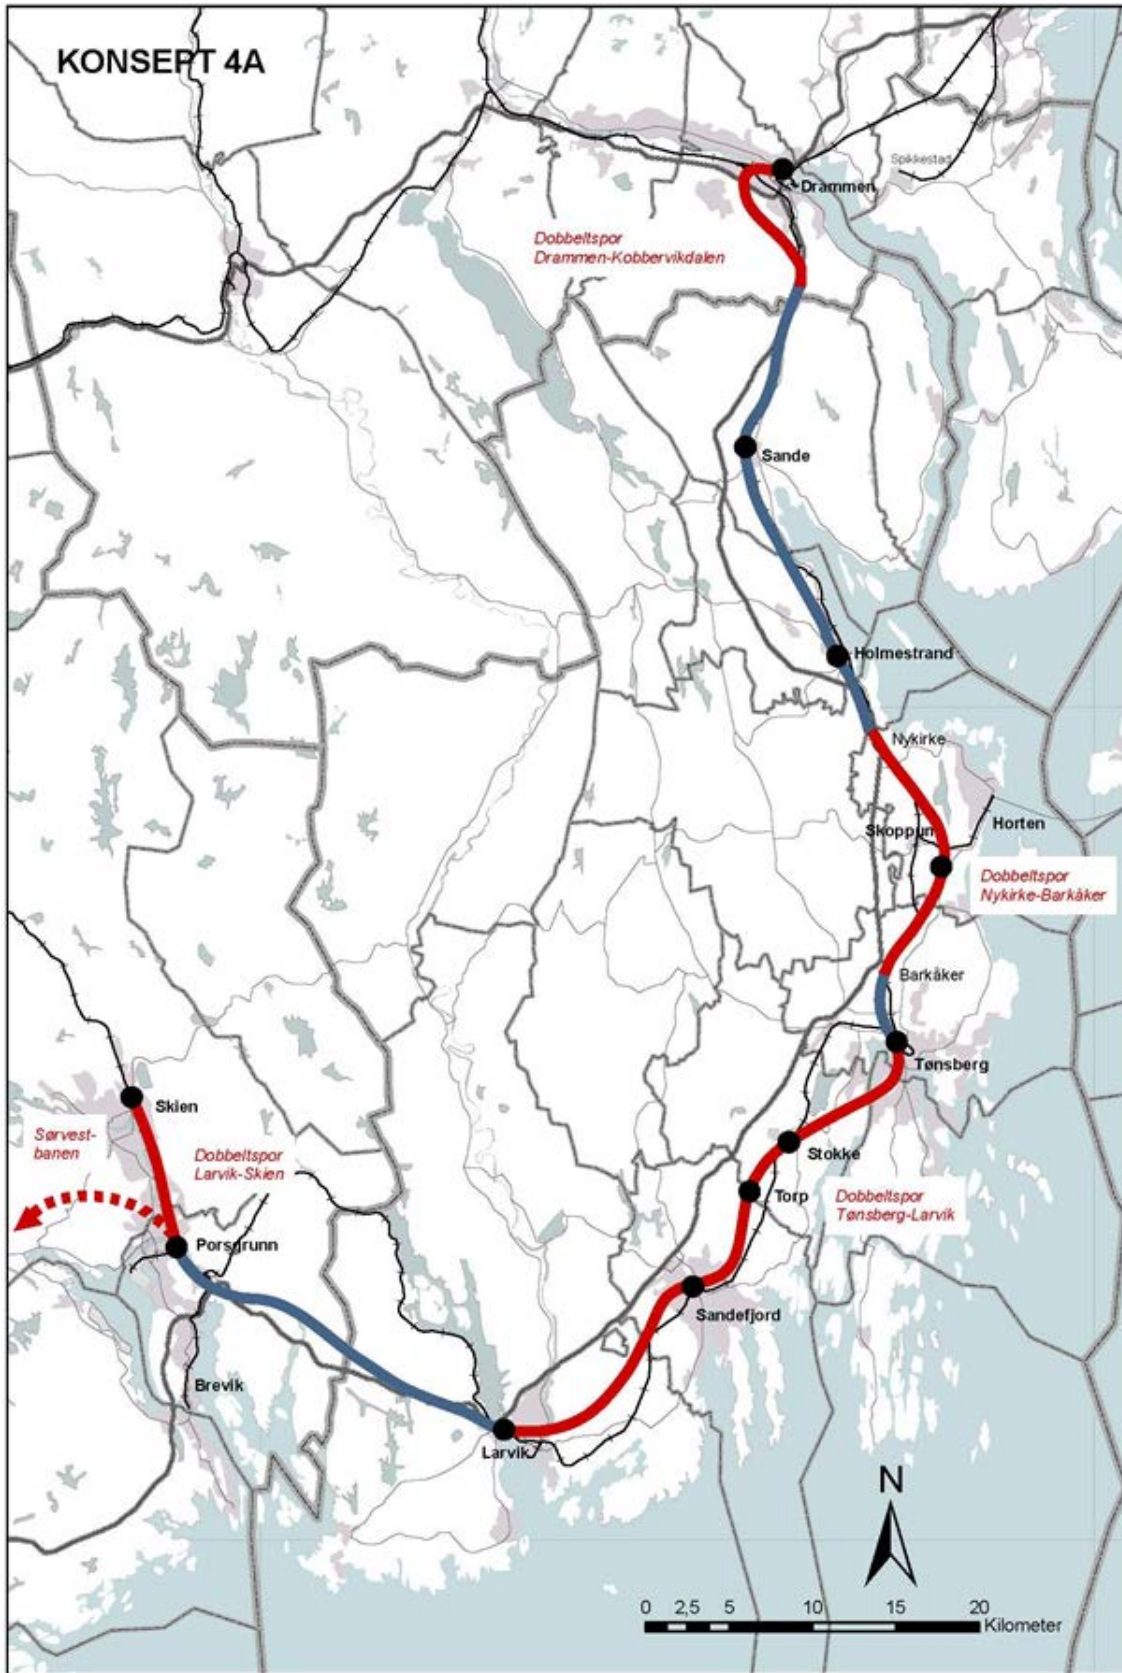 KONSEPT 4A
Spikkestad
Drammen
Dobbeltspor
Drammen-Kobbervikdalen
Sande
Holmestrand
Nykirke
Skoppun
Horten
Dobbeltspor
Nykirke-Barkåker
Barkåker
Tønsberg
Skien
Sørvest-
banen
Dobbeltspor
Larvik-Skien
Stokke
Torp
Dobbeltspor
Tønsberg-Larvik
Porsgrunn
Sandefjord
Brevik
Larvik
N
0 2,5 5 10 15 20
Kilometer